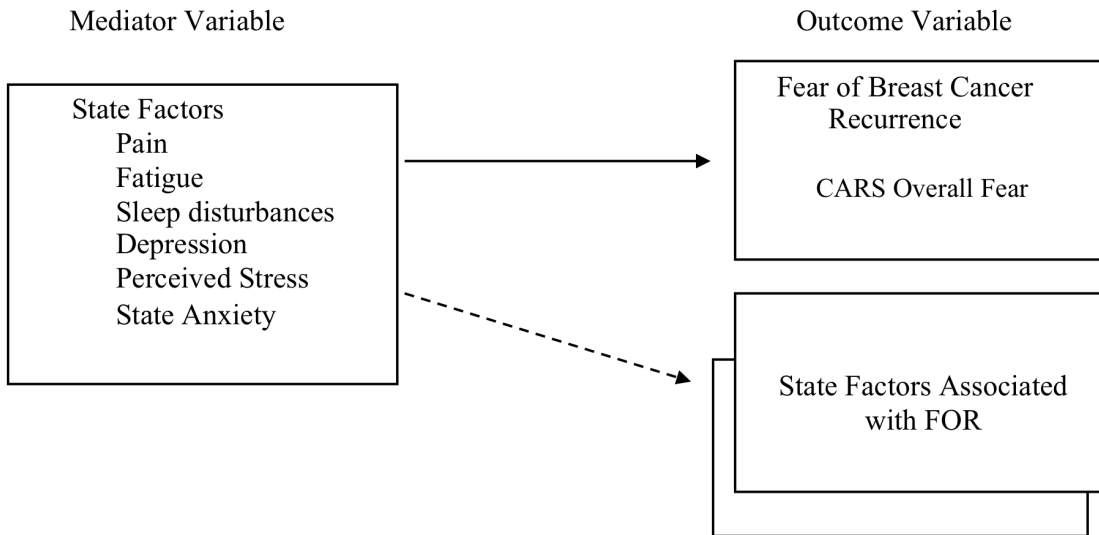 Mediator Variable
Outcome Variable
State Factors
Pain
Fatigue
Sleep disturbances
Depression
Perceived Stress
State Anxiety
Fear of Breast Cancer
Recurrence
CARS Overall Fear
State Factors Associated
with FOR